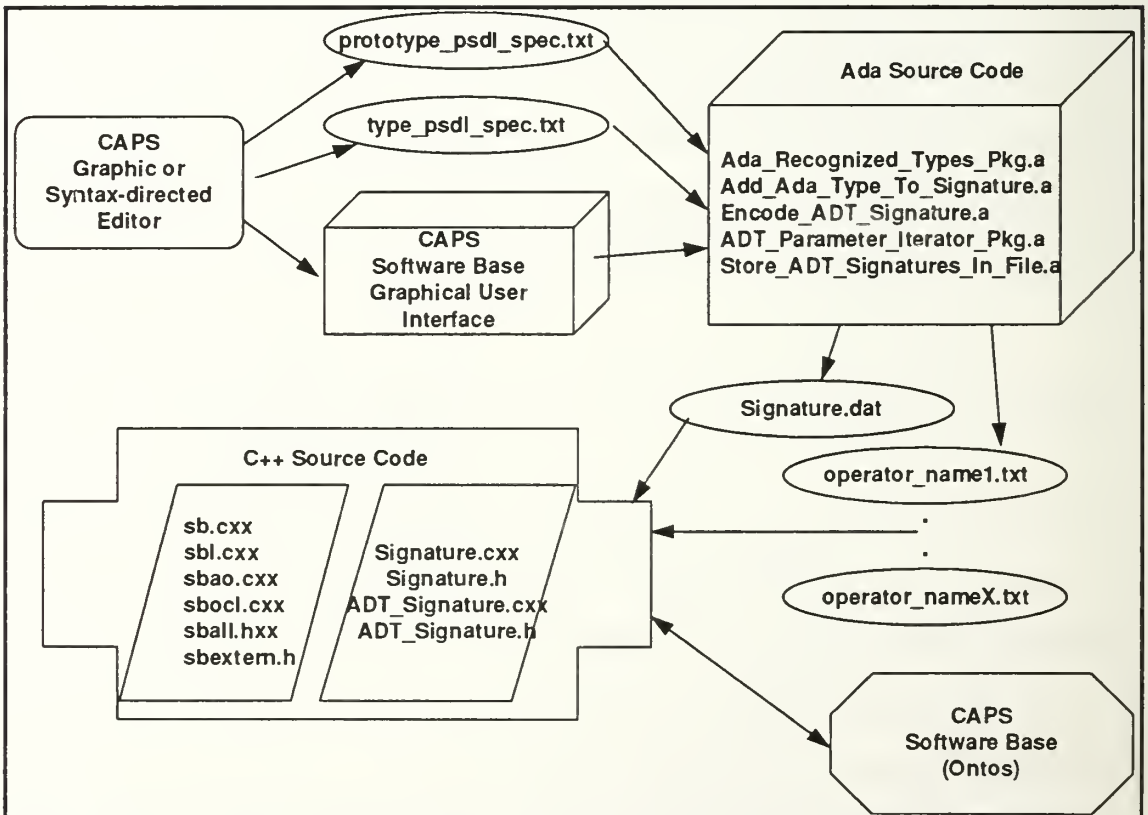 prototype_psdl_spec.txt
type_psdl_spec.txt
CAPS
Graphic or
Syntax-directed
Editor
CAPS
Software Base
Graphical User
Interface
Ada Source Code
Ada_Recognized_Types_Pkg.a
Add_Ada_Type_To_Signature.a
Encode_ADT_Signature.a
ADT_Parameter_Iterator_Pkg.a
Store_ADT_Signatures_In_File.a
Signature.dat
operator_name1.txt
.
.
operator_nameX.txt
C++ Source Code
sb.cxx
sbl.cxx
sbao.cxx
sbocl.cxx
sball.hxx
sbextern.h
Signature.cxx
Signature.h
ADT_Signature.cxx
ADT_Signature.h
CAPS
Software Base
(Ontos)